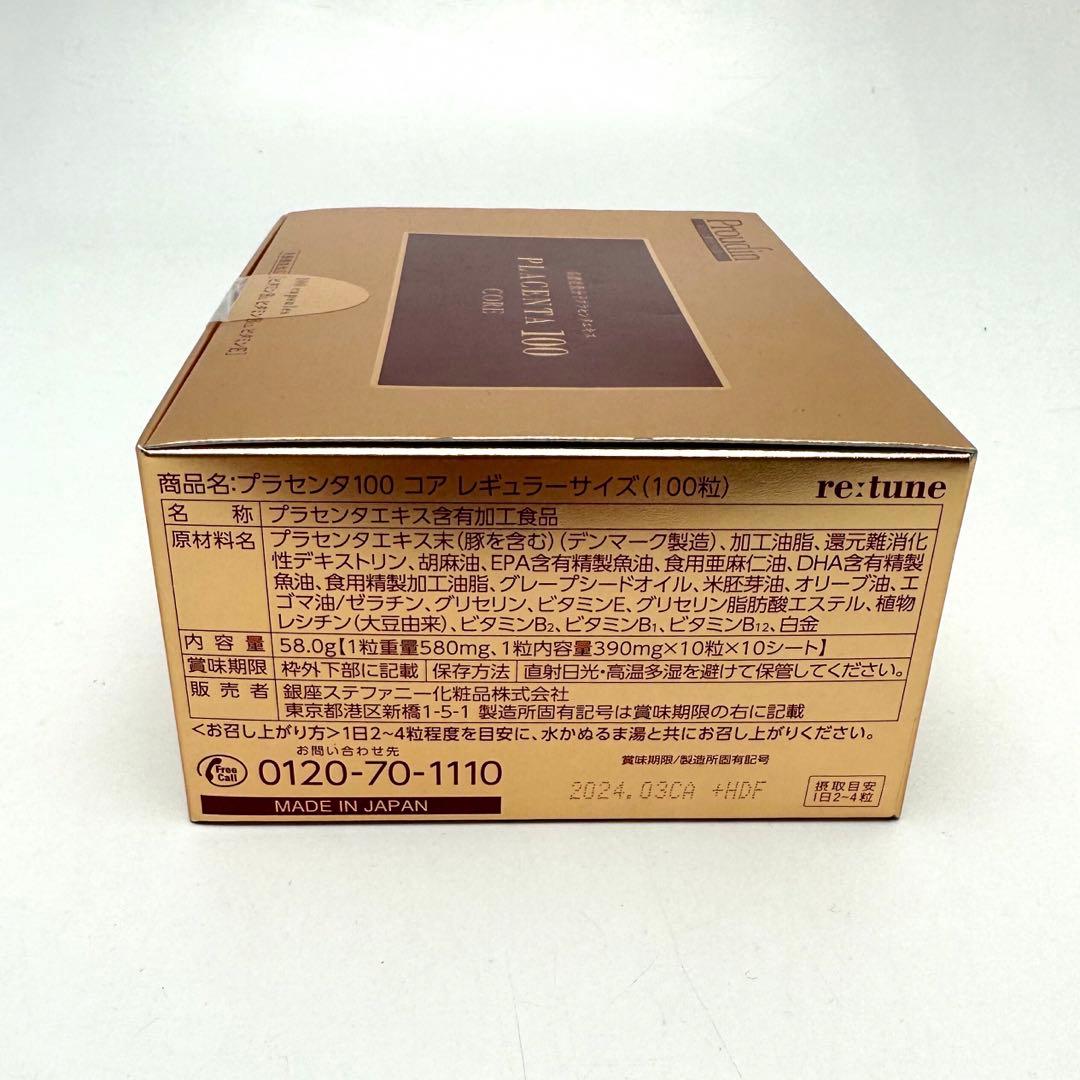 Proudin
PLACENTA 100
CORE
100 capsules
商品名:プラセンタ100 コア レギュラーサイズ(100粒)
re:tune
名 称 プラセンタエキス含有加工食品
原材料名 プラセンタエキス末(豚を含む)(デンマーク製造)、加工油脂、還元難消化
性デキストリン、胡麻油、EPA含有精製魚油、食用亜麻仁油、DHA含有精製
魚油、食用精製加工油脂、グレープシードオイル、米胚芽油、オリーブ油、エ
ゴマ油/ゼラチン、グリセリン、ビタミンE、グリセリン脂肪酸エステル、植物
レシチン(大豆由来)、ビタミンB2、ビタミンB1、ビタミンB12、白金
内 容 量 58.0g【1粒重量580mg、1粒内容量390mg×10粒×10シート】
賞味期限 枠外下部に記載 保存方法 直射日光・高温多湿を避けて保管してください。
販 売 者 銀座ステファニー化粧品株式会社
東京都港区新橋1-5-1 製造所固有記号は賞味期限の右に記載
<お召し上がり方>1日2~4粒程度を目安に、水かぬるま湯と共にお召し上がりください。
お問い合わせ先
Free Call 0120-70-1110
MADE IN JAPAN
賞味期限/製造所固有記号
2024.03CA +HDF
摂取目安
1日2~4粒